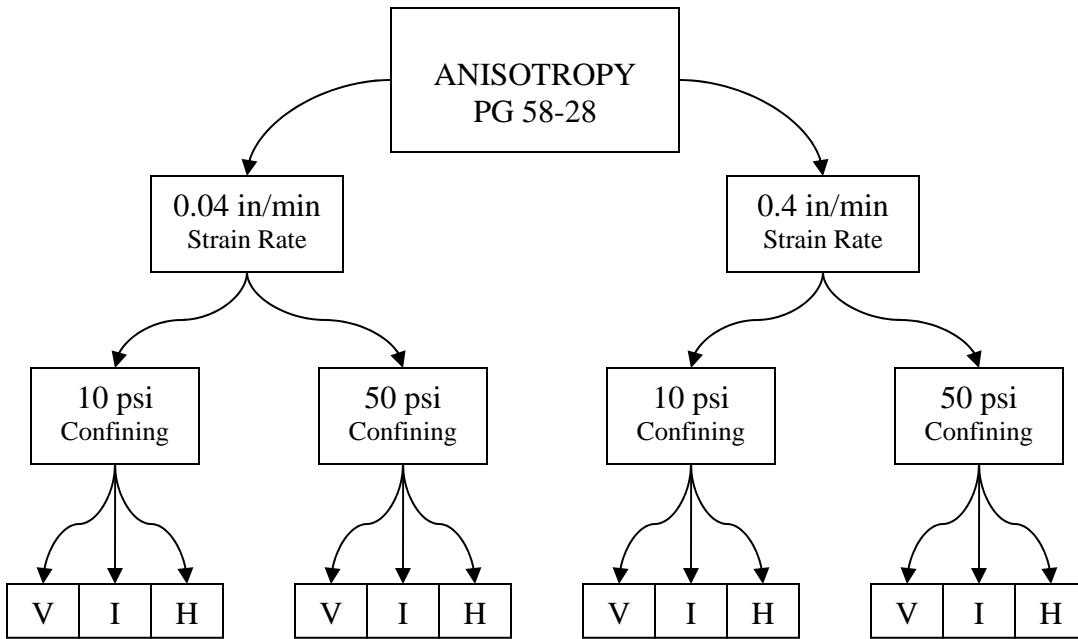 ANISOTROPY
PG 58-28
0.04 in/min
Strain Rate
0.4 in/min
Strain Rate
10 psi
Confining
50 psi
Confining
10 psi
Confining
50 psi
Confining
V I H
V I H
V I H
V I H